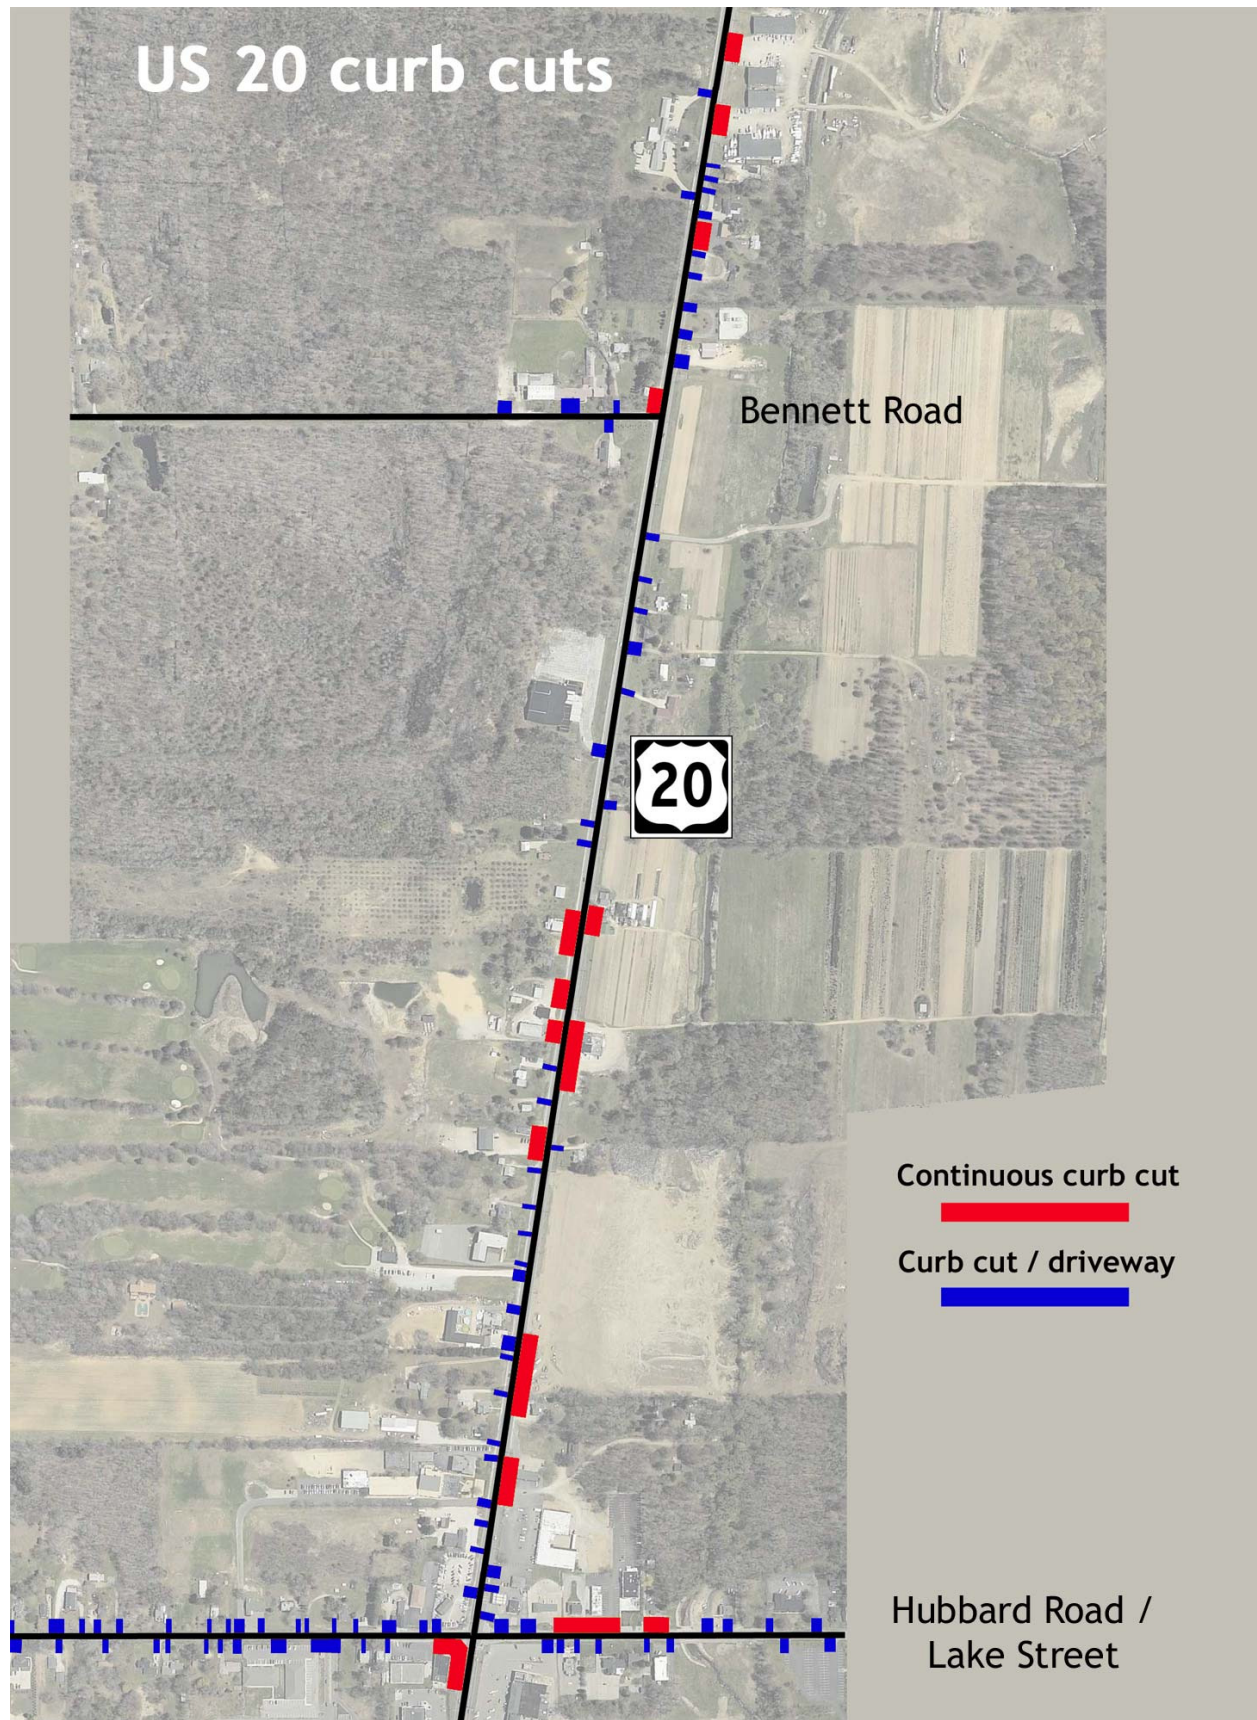 US 20 curb cuts
Bennett Road
20
Continuous curb cut
Curb cut / driveway
Hubbard Road /
Lake Street